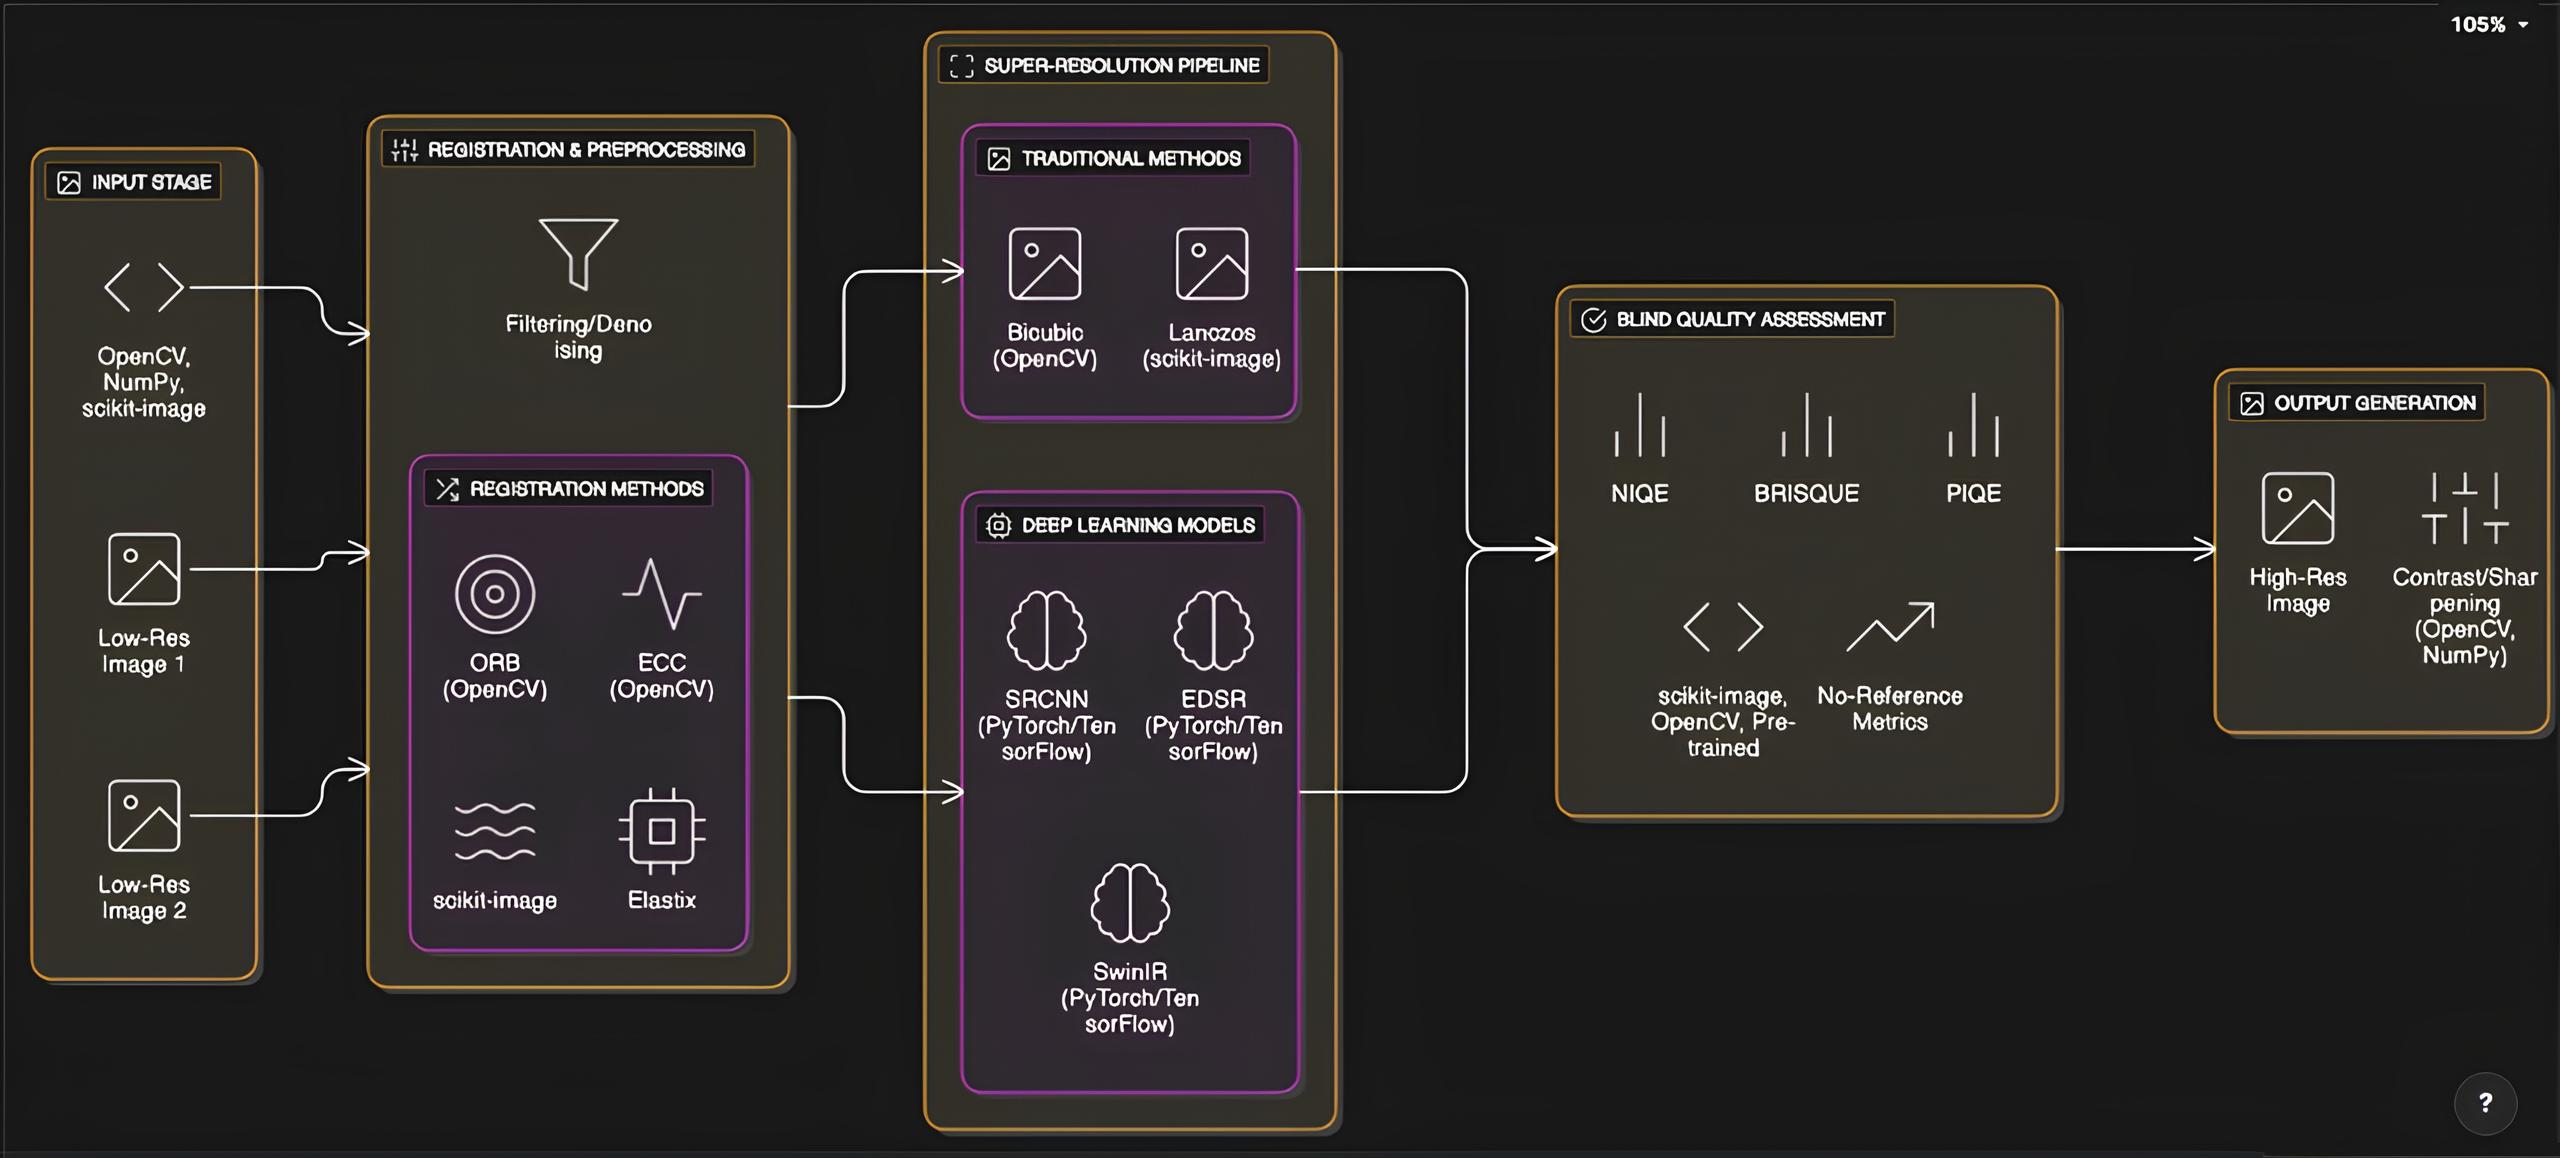 105%
INPUT STAGE
OpenCV,
NumPy,
scikit-image
Low-Res
Image 1
Low-Res
Image 2
REGISTRATION & PREPROCESSING
Filtering/Deno
ising
REGISTRATION METHODS
ORB
(OpenCV)
ECC
(OpenCV)
scikit-image
Elastix
SUPER-RESOLUTION PIPELINE
TRADITIONAL METHODS
Bicubic
(OpenCV)
Lanczos
(scikit-image)
DEEP LEARNING MODELS
SRCNN
(PyTorch/Ten
sorFlow)
EDSR
(PyTorch/Ten
sorFlow)
SwinIR
(PyTorch/Ten
sorFlow)
BLIND QUALITY ASSESSMENT
NIQE
BRISQUE
PIQE
scikit-image,
OpenCV, Pre-
trained
No-Reference
Metrics
OUTPUT GENERATION
High-Res
Image
Contrast/Shar
pening
(OpenCV,
NumPy)
?